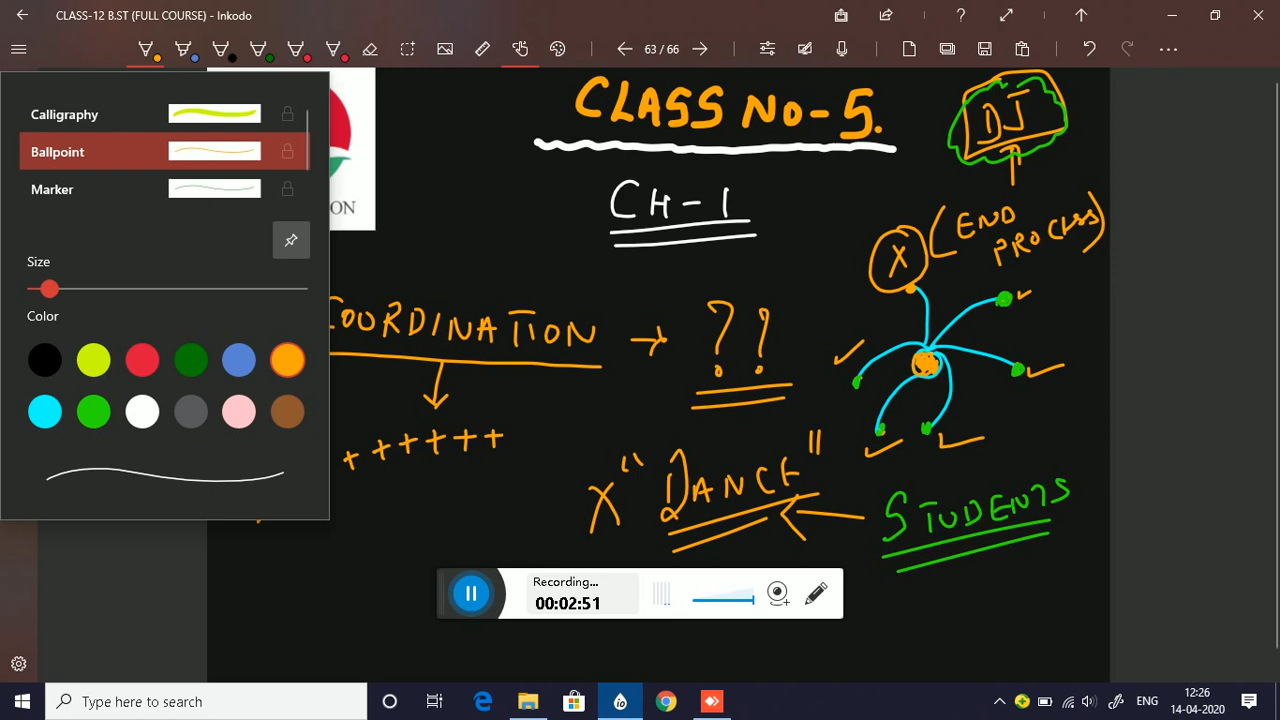 CLASS-12 B.ST (FULL COURSE) - Inkodo
63 / 66
Calligraphy
Ballpoint
Marker
Size
Color
ON
CLASS NO-5.
CH-1
COORDINATION → ??
++++++
X "DANCE"
STUDENTS
DJ
X (END
PROCESS)
Recording...
00:02:51
Type here to search
ENG
12:26
14-04-2020